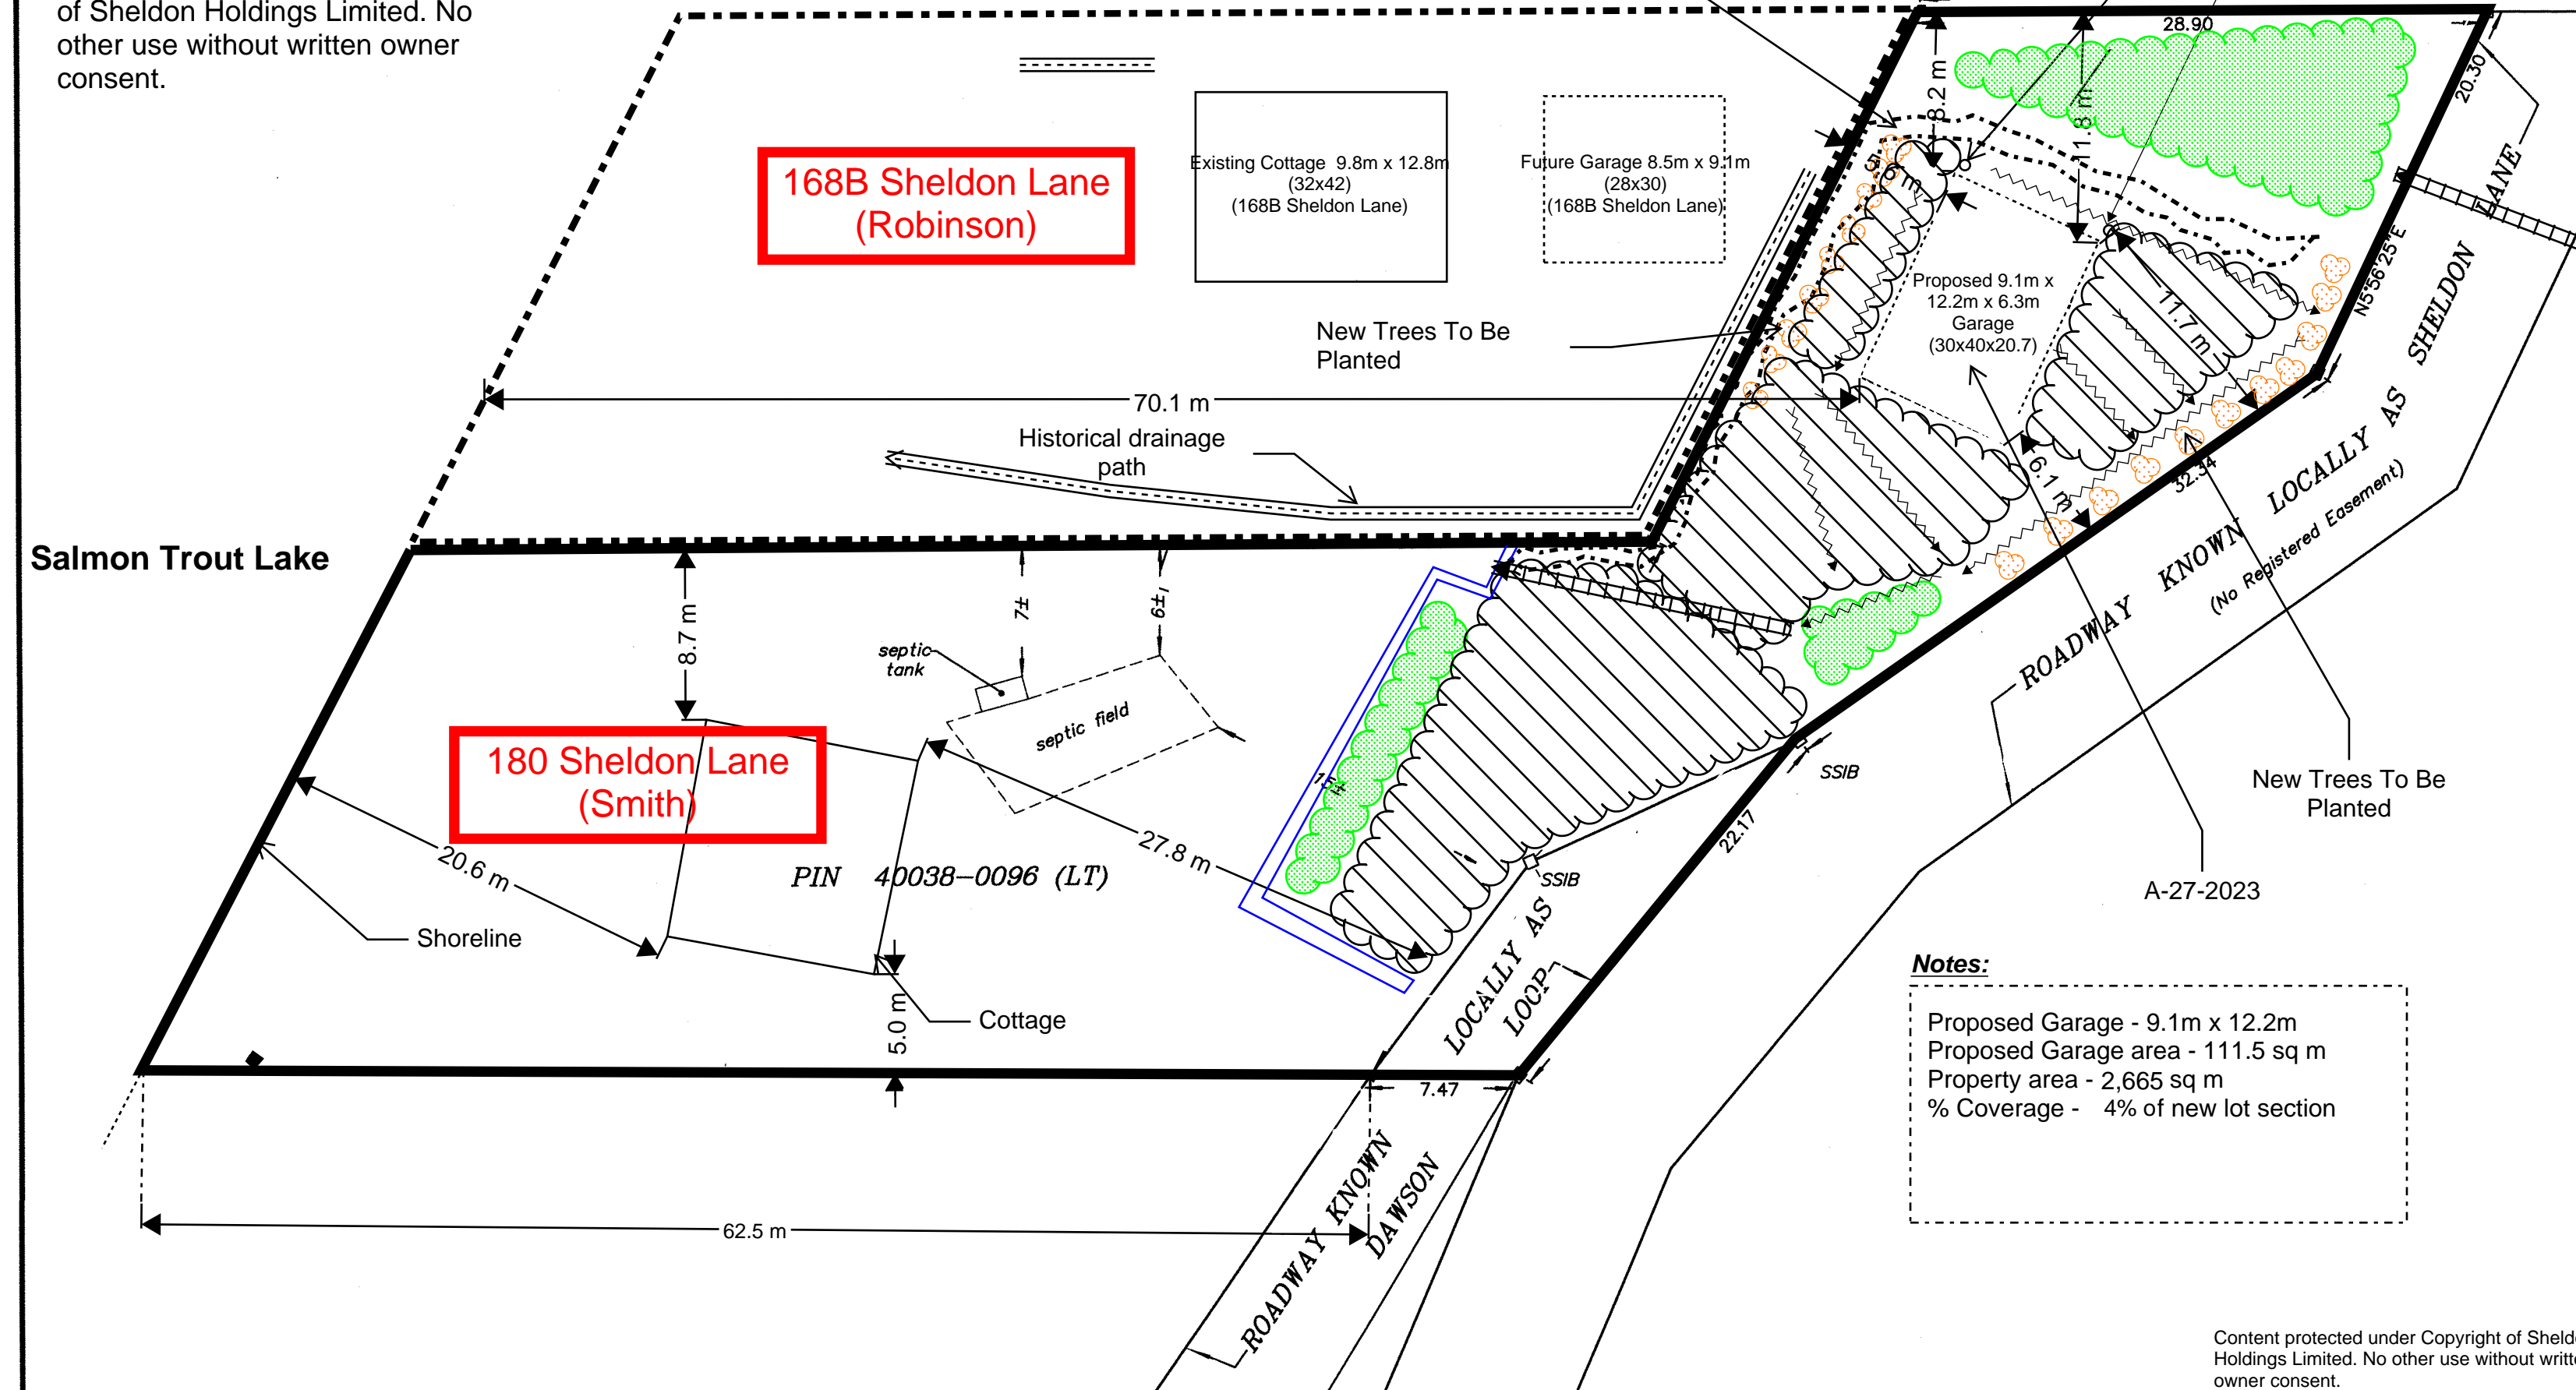 of Sheldon Holdings Limited. No
other use without written owner
consent.
28.90
20.30
8.2 m
11.8 m
168B Sheldon Lane
(Robinson)
Existing Cottage 9.8m x 12.8m
(32x42)
(168B Sheldon Lane)
Future Garage 8.5m x 9.1m
(28x30)
(168B Sheldon Lane)
5.6 m
N5°56'25"E
Proposed 9.1m x
12.2m x 6.3m
Garage
(30x40x20.7)
11.7 m
New Trees To Be
Planted
70.1 m
Historical drainage
path
6.1 m
32.34
ROADWAY KNOWN LOCALLY AS SHELDON LANE
(No Registered Easement)
Salmon Trout Lake
8.7 m
7±
6±
septic
tank
septic field
180 Sheldon Lane
(Smith)
15±
SSIB
22.17
New Trees To Be
Planted
27.8 m
20.6 m
PIN 40038-0096 (LT)
SSIB
A-27-2023
Shoreline
Cottage
5.0 m
7.47
ROADWAY KNOWN LOCALLY AS
DAWSON LOOP
62.5 m
Notes:
Proposed Garage - 9.1m x 12.2m
Proposed Garage area - 111.5 sq m
Property area - 2,665 sq m
% Coverage - 4% of new lot section
Content protected under Copyright of Sheld
Holdings Limited. No other use without writt
owner consent.